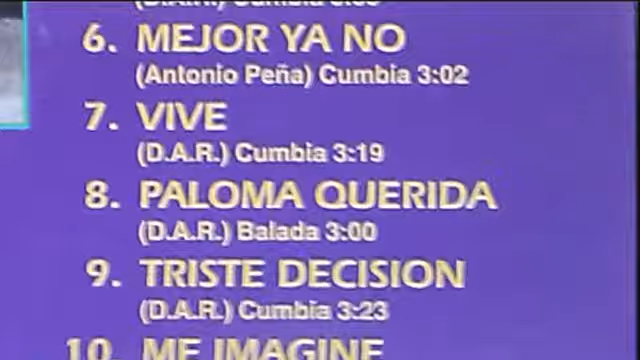 6. MEJOR YA NO
(Antonio Peña) Cumbia 3:02
7. VIVE
(D.A.R.) Cumbia 3:19
8. PALOMA QUERIDA
(D.A.R.) Balada 3:00
9. TRISTE DECISION
(D.A.R.) Cumbia 3:23
10. ME IMAGINE